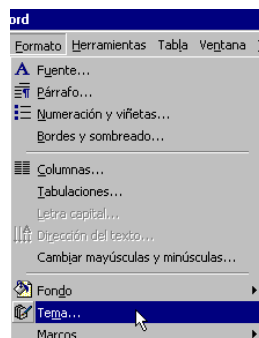 ord
Formato Herramientas Tabla Ventana
Fuente...
Párrafo...
Numeración y viñetas...
Bordes y sombreado...
Columnas...
Tabulaciones...
Letra capital...
Dirección del texto...
Cambiar mayúsculas y minúsculas...
Fondo
Tema...
Marcos